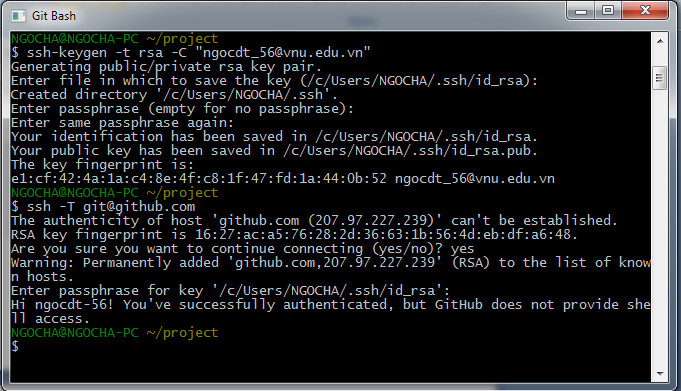 Git Bash
NGOCHA@NGOCHA-PC ~/project
$ ssh-keygen -t rsa -C "ngocdt_56@vnu.edu.vn"
Generating public/private rsa key pair.
Enter file in which to save the key (/c/Users/NGOCHA/.ssh/id_rsa):
Created directory '/c/Users/NGOCHA/.ssh'.
Enter passphrase (empty for no passphrase):
Enter same passphrase again:
Your identification has been saved in /c/Users/NGOCHA/.ssh/id_rsa.
Your public key has been saved in /c/Users/NGOCHA/.ssh/id_rsa.pub.
The key fingerprint is:
e1:cf:42:4a:1a:c4:8e:4f:c8:1f:47:fd:1a:44:0b:52 ngocdt_56@vnu.edu.vn
NGOCHA@NGOCHA-PC ~/project
$ ssh -T git@github.com
The authenticity of host 'github.com (207.97.227.239)' can't be established.
RSA key fingerprint is 16:27:ac:a5:76:28:2d:36:63:1b:56:4d:eb:df:a6:48.
Are you sure you want to continue connecting (yes/no)? yes
Warning: Permanently added 'github.com,207.97.227.239' (RSA) to the list of know
n hosts.
Enter passphrase for key '/c/Users/NGOCHA/.ssh/id_rsa':
Hi ngocdt-56! You've successfully authenticated, but GitHub does not provide she
ll access.
NGOCHA@NGOCHA-PC ~/project
$